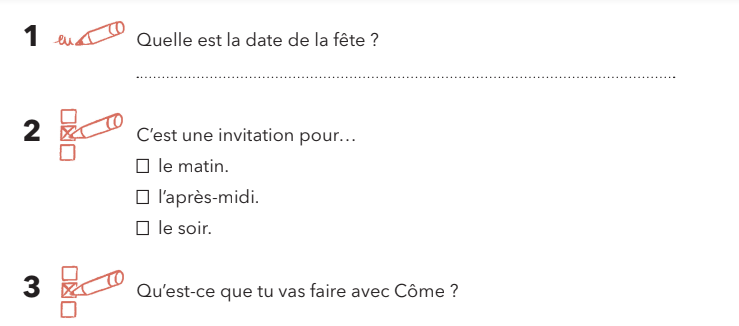 1 Quelle est la date de la fête ?
2 C'est une invitation pour…
le matin.
l'après-midi.
le soir.
3 Qu'est-ce que tu vas faire avec Côme ?